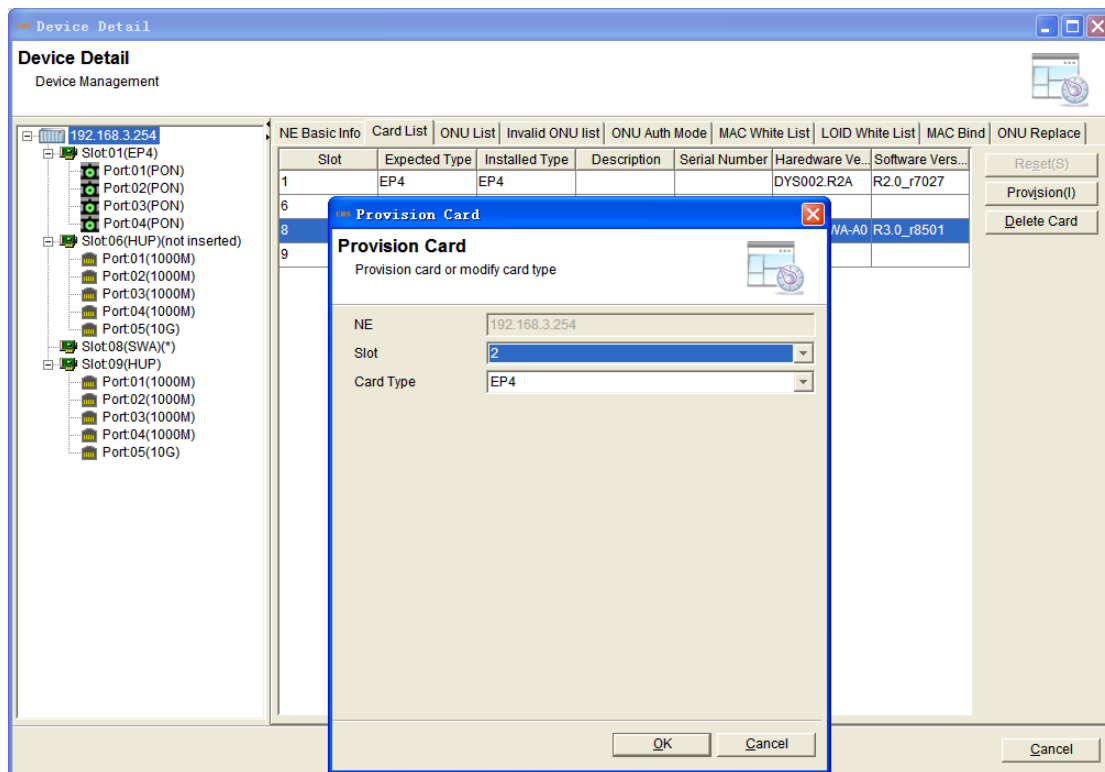 EMS Device Detail
Device Detail
Device Management
192.168.3.254
Slot:01(EP4)
Port:01(PON)
Port:02(PON)
Port:03(PON)
Port:04(PON)
Slot:06(HUP)(not inserted)
Port:01(1000M)
Port:02(1000M)
Port:03(1000M)
Port:04(1000M)
Port:05(10G)
Slot:08(SWA)(*)
Slot:09(HUP)
Port:01(1000M)
Port:02(1000M)
Port:03(1000M)
Port:04(1000M)
Port:05(10G)
NE Basic Info Card List ONU List Invalid ONU list ONU Auth Mode MAC White List LOID White List MAC Bind ONU Replace
Slot Expected Type Installed Type Description Serial Number Haredware Ve... Software Vers...
1 EP4 EP4 DYS002.R2A R2.0_r7027
6
8 WA-A0 R3.0_r8501
9
Reset(S)
Provision(I)
Delete Card
EMS Provision Card
Provision Card
Provision card or modify card type
NE 192.168.3.254
Slot 2
Card Type EP4
OK Cancel
Cancel